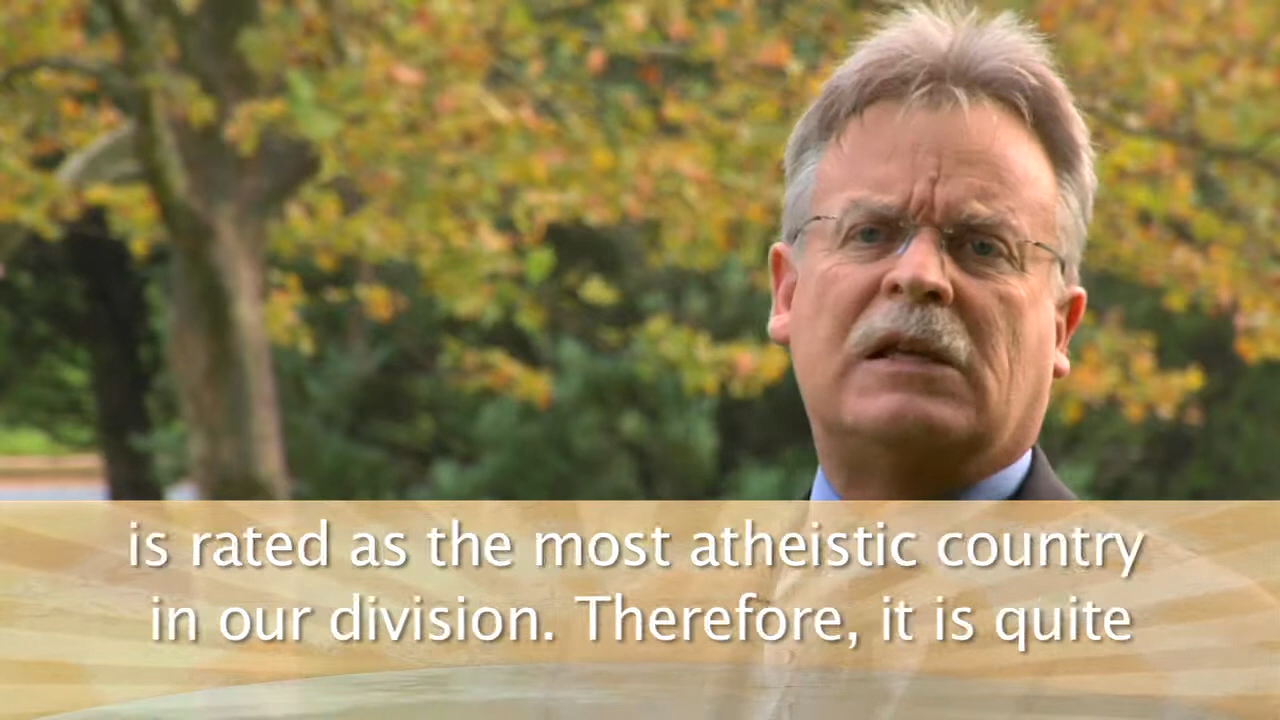 is rated as the most atheistic country
in our division. Therefore, it is quite